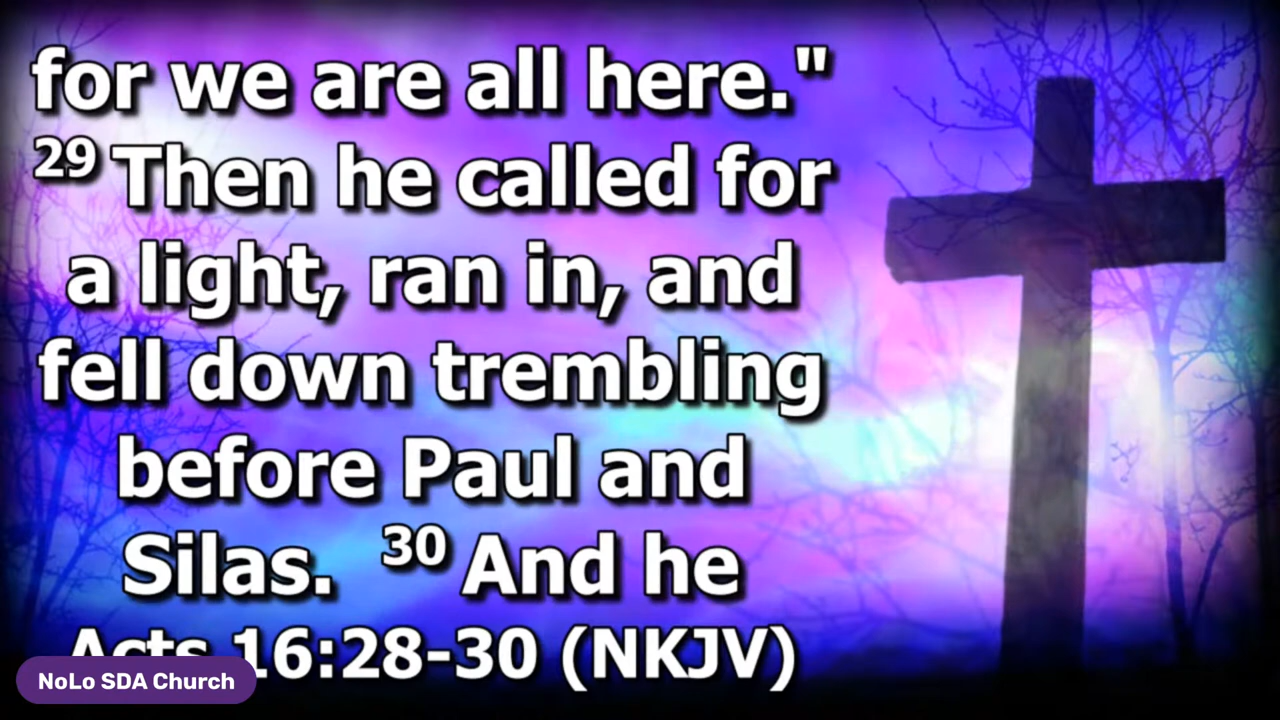 for we are all here."
29 Then he called for
a light, ran in, and
fell down trembling
before Paul and
Silas. 30 And he
Acts 16:28-30 (NKJV)
NoLo SDA Church